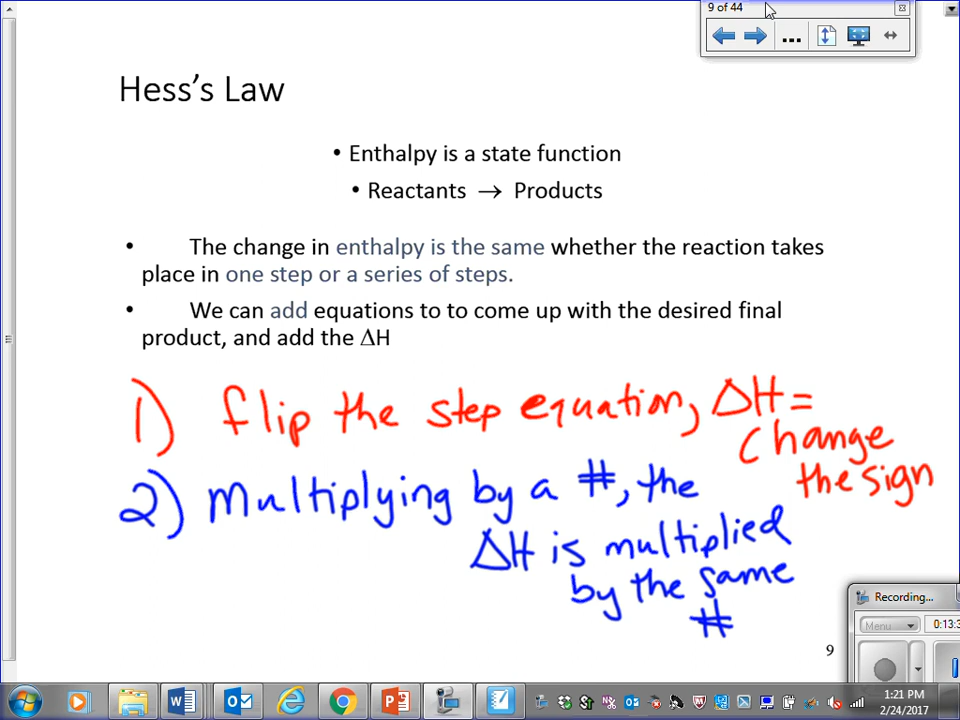 9 of 44
Hess's Law
• Enthalpy is a state function
• Reactants → Products
• The change in enthalpy is the same whether the reaction takes
place in one step or a series of steps.
• We can add equations to to come up with the desired final
product, and add the ΔH
1) flip the step equation, ΔH =
change
the sign
2) Multiplying by a #, the
ΔH is multiplied
by the same
#
Recording...
Menu
0:13:3
9
1:21 PM
2/24/2017